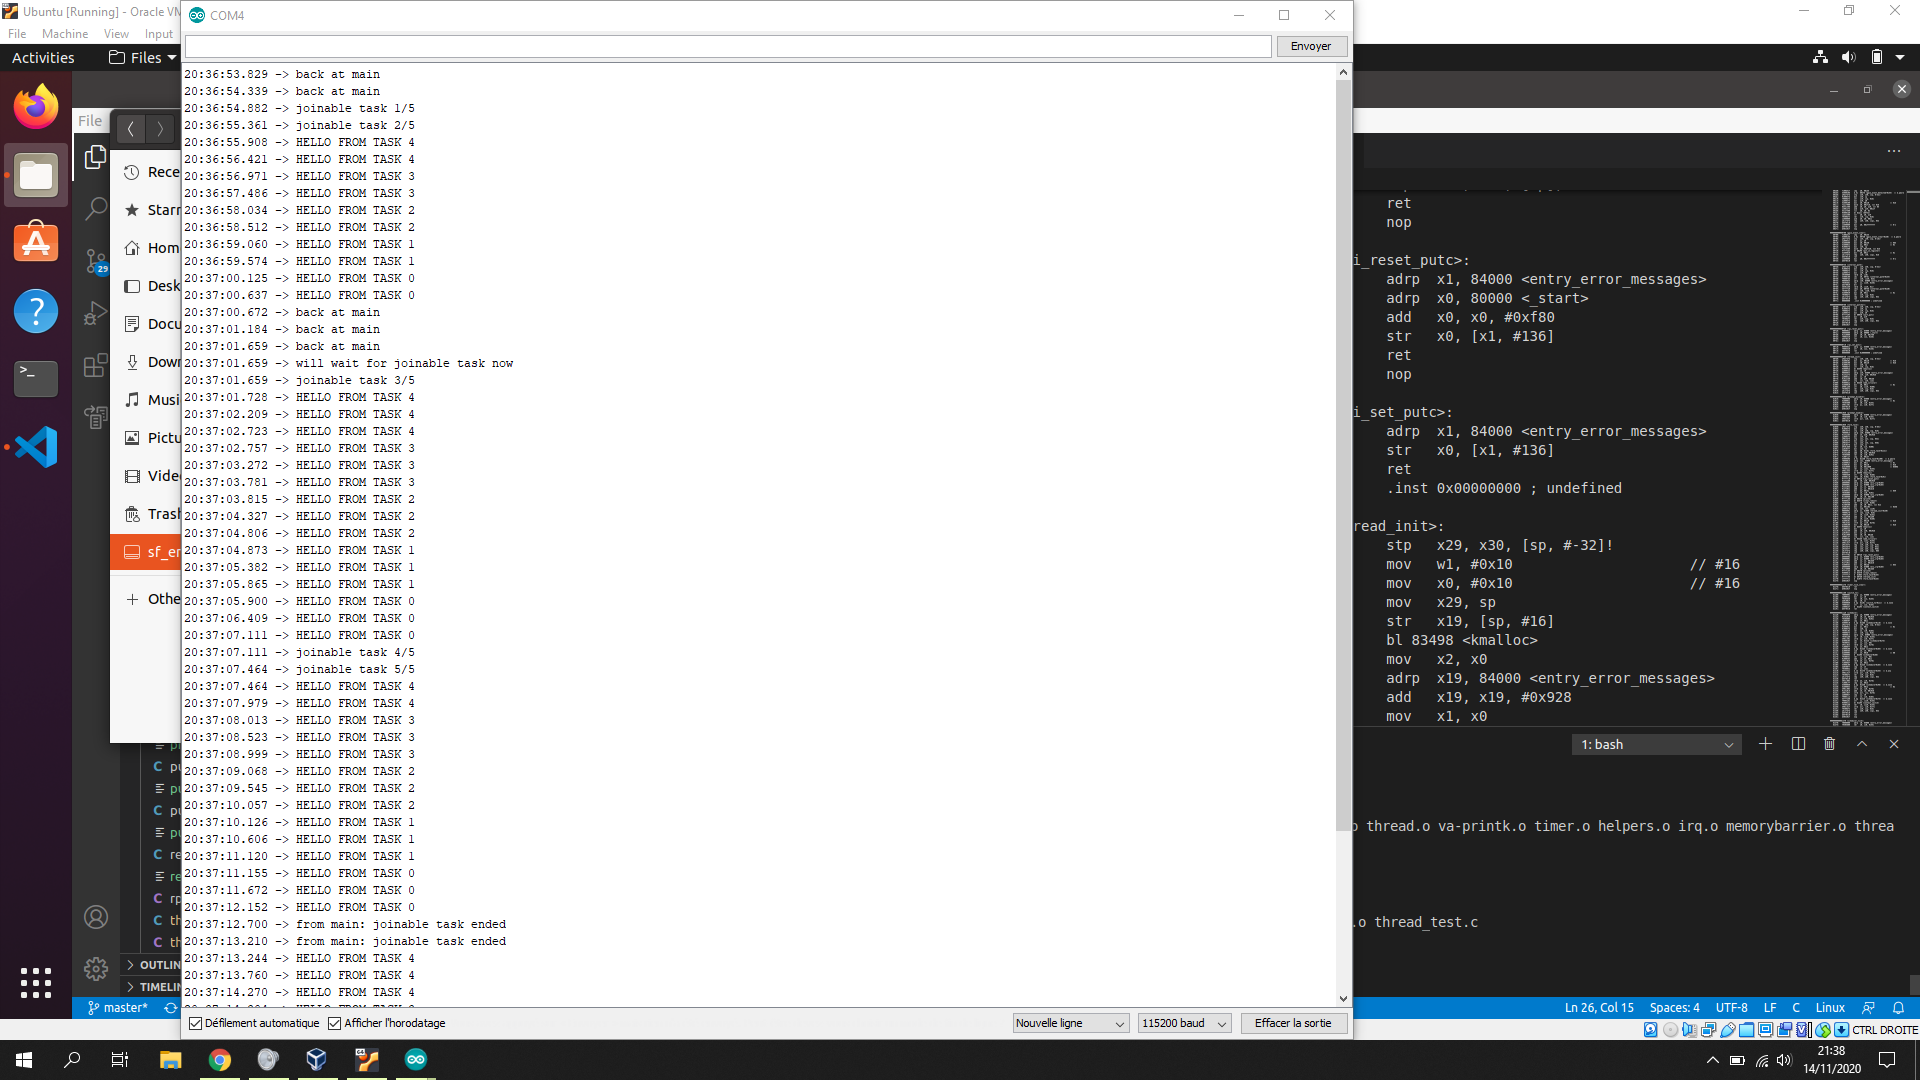 Ubuntu [Running] - Oracle VM
COM4
File Machine View Input
Envoyer
Activities Files
File
Recent
Starr
Hom
Desk
Docu
Down
Musi
Pictu
Vide
Trash
sf_er
Othe
29
20:36:53.829 -> back at main
20:36:54.339 -> back at main
20:36:54.882 -> joinable task 1/5
20:36:55.361 -> joinable task 2/5
20:36:55.908 -> HELLO FROM TASK 4
20:36:56.421 -> HELLO FROM TASK 4
20:36:56.971 -> HELLO FROM TASK 3
20:36:57.486 -> HELLO FROM TASK 3
20:36:58.034 -> HELLO FROM TASK 2
20:36:58.512 -> HELLO FROM TASK 2
20:36:59.060 -> HELLO FROM TASK 1
20:36:59.574 -> HELLO FROM TASK 1
20:37:00.125 -> HELLO FROM TASK 0
20:37:00.637 -> HELLO FROM TASK 0
20:37:00.672 -> back at main
20:37:01.184 -> back at main
20:37:01.659 -> back at main
20:37:01.659 -> will wait for joinable task now
20:37:01.659 -> joinable task 3/5
20:37:01.728 -> HELLO FROM TASK 4
20:37:02.209 -> HELLO FROM TASK 4
20:37:02.723 -> HELLO FROM TASK 4
20:37:02.757 -> HELLO FROM TASK 3
20:37:03.272 -> HELLO FROM TASK 3
20:37:03.781 -> HELLO FROM TASK 3
20:37:03.815 -> HELLO FROM TASK 2
20:37:04.327 -> HELLO FROM TASK 2
20:37:04.806 -> HELLO FROM TASK 2
20:37:04.873 -> HELLO FROM TASK 1
20:37:05.382 -> HELLO FROM TASK 1
20:37:05.865 -> HELLO FROM TASK 1
20:37:05.900 -> HELLO FROM TASK 0
20:37:06.409 -> HELLO FROM TASK 0
20:37:07.111 -> HELLO FROM TASK 0
20:37:07.111 -> joinable task 4/5
20:37:07.464 -> joinable task 5/5
20:37:07.464 -> HELLO FROM TASK 4
20:37:07.979 -> HELLO FROM TASK 4
20:37:08.013 -> HELLO FROM TASK 3
20:37:08.523 -> HELLO FROM TASK 3
20:37:08.999 -> HELLO FROM TASK 3
20:37:09.068 -> HELLO FROM TASK 2
20:37:09.545 -> HELLO FROM TASK 2
20:37:10.057 -> HELLO FROM TASK 2
20:37:10.126 -> HELLO FROM TASK 1
20:37:10.606 -> HELLO FROM TASK 1
20:37:11.120 -> HELLO FROM TASK 1
20:37:11.155 -> HELLO FROM TASK 0
20:37:11.672 -> HELLO FROM TASK 0
20:37:12.152 -> HELLO FROM TASK 0
20:37:12.700 -> from main: joinable task ended
20:37:13.210 -> from main: joinable task ended
20:37:13.244 -> HELLO FROM TASK 4
20:37:13.760 -> HELLO FROM TASK 4
20:37:14.270 -> HELLO FROM TASK 4
ret
nop
i_reset_putc>:
adrp x1, 84000 <entry_error_messages>
adrp x0, 80000 <_start>
add x0, x0, #0xf80
str x0, [x1, #136]
ret
nop
i_set_putc>:
adrp x1, 84000 <entry_error_messages>
str x0, [x1, #136]
ret
.inst 0x00000000 ; undefined
read_init>:
stp x29, x30, [sp, #-32]!
mov w1, #0x10 // #16
mov x0, #0x10 // #16
mov x29, sp
str x19, [sp, #16]
bl 83498 <kmalloc>
mov x2, x0
adrp x19, 84000 <entry_error_messages>
add x19, x19, #0x928
mov x1, x0
1: bash
o thread.o va-printk.o timer.o helpers.o irq.o memorybarrier.o threa
.o thread_test.c
C pu
pu
C pu
pu
C re
re
C rp
C th
C th
OUTLIN
TIMELIN
master*
Ln 26, Col 15 Spaces: 4 UTF-8 LF C Linux
Défilement automatique Afficher l'horodatage
Nouvelle ligne
115200 baud
Effacer la sortie
CTRL DROITE
21:38
14/11/2020